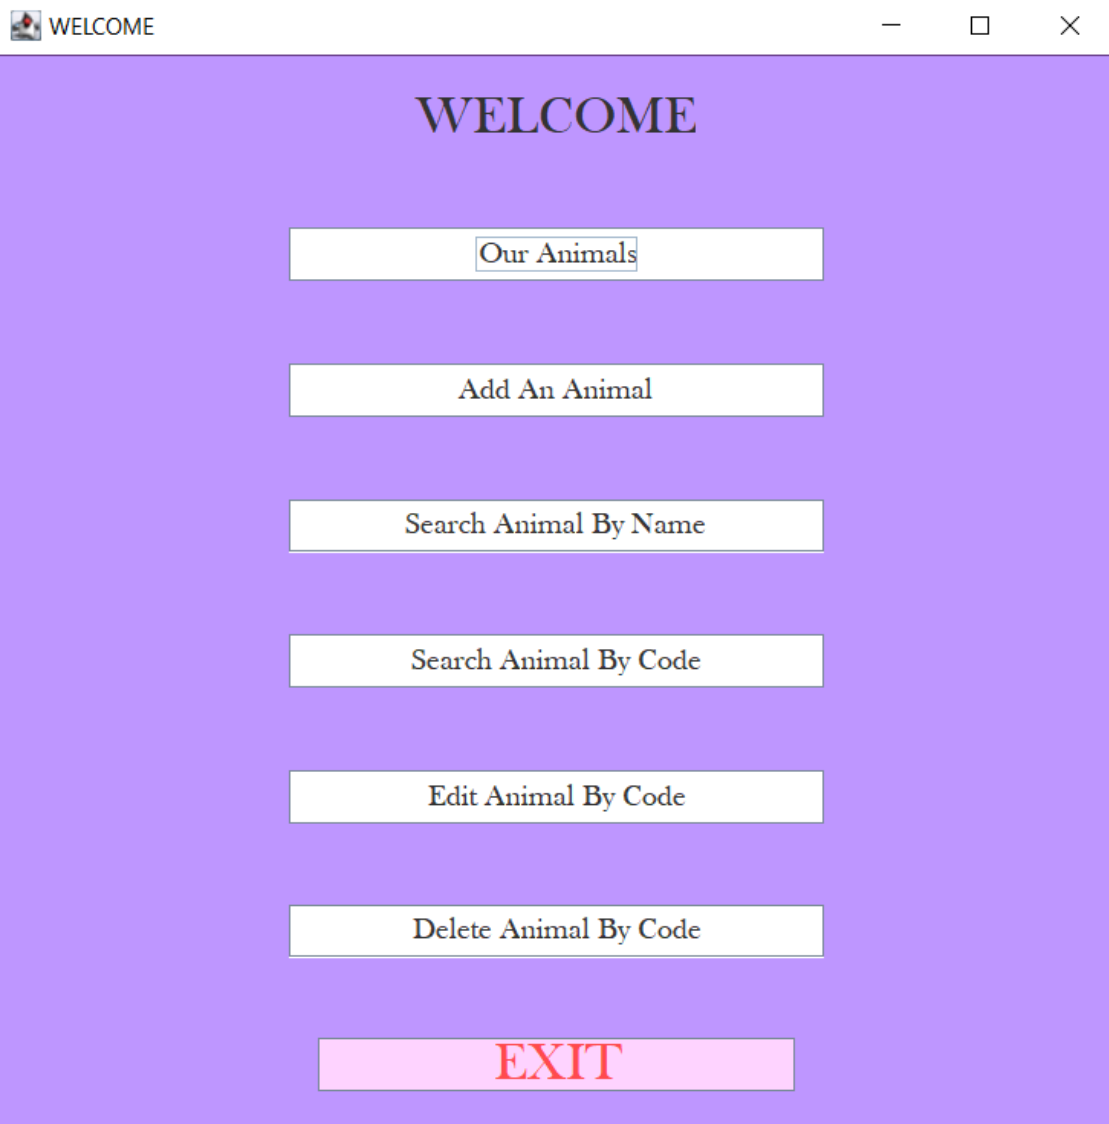 WELCOME
WELCOME
Our Animals
Add An Animal
Search Animal By Name
Search Animal By Code
Edit Animal By Code
Delete Animal By Code
EXIT